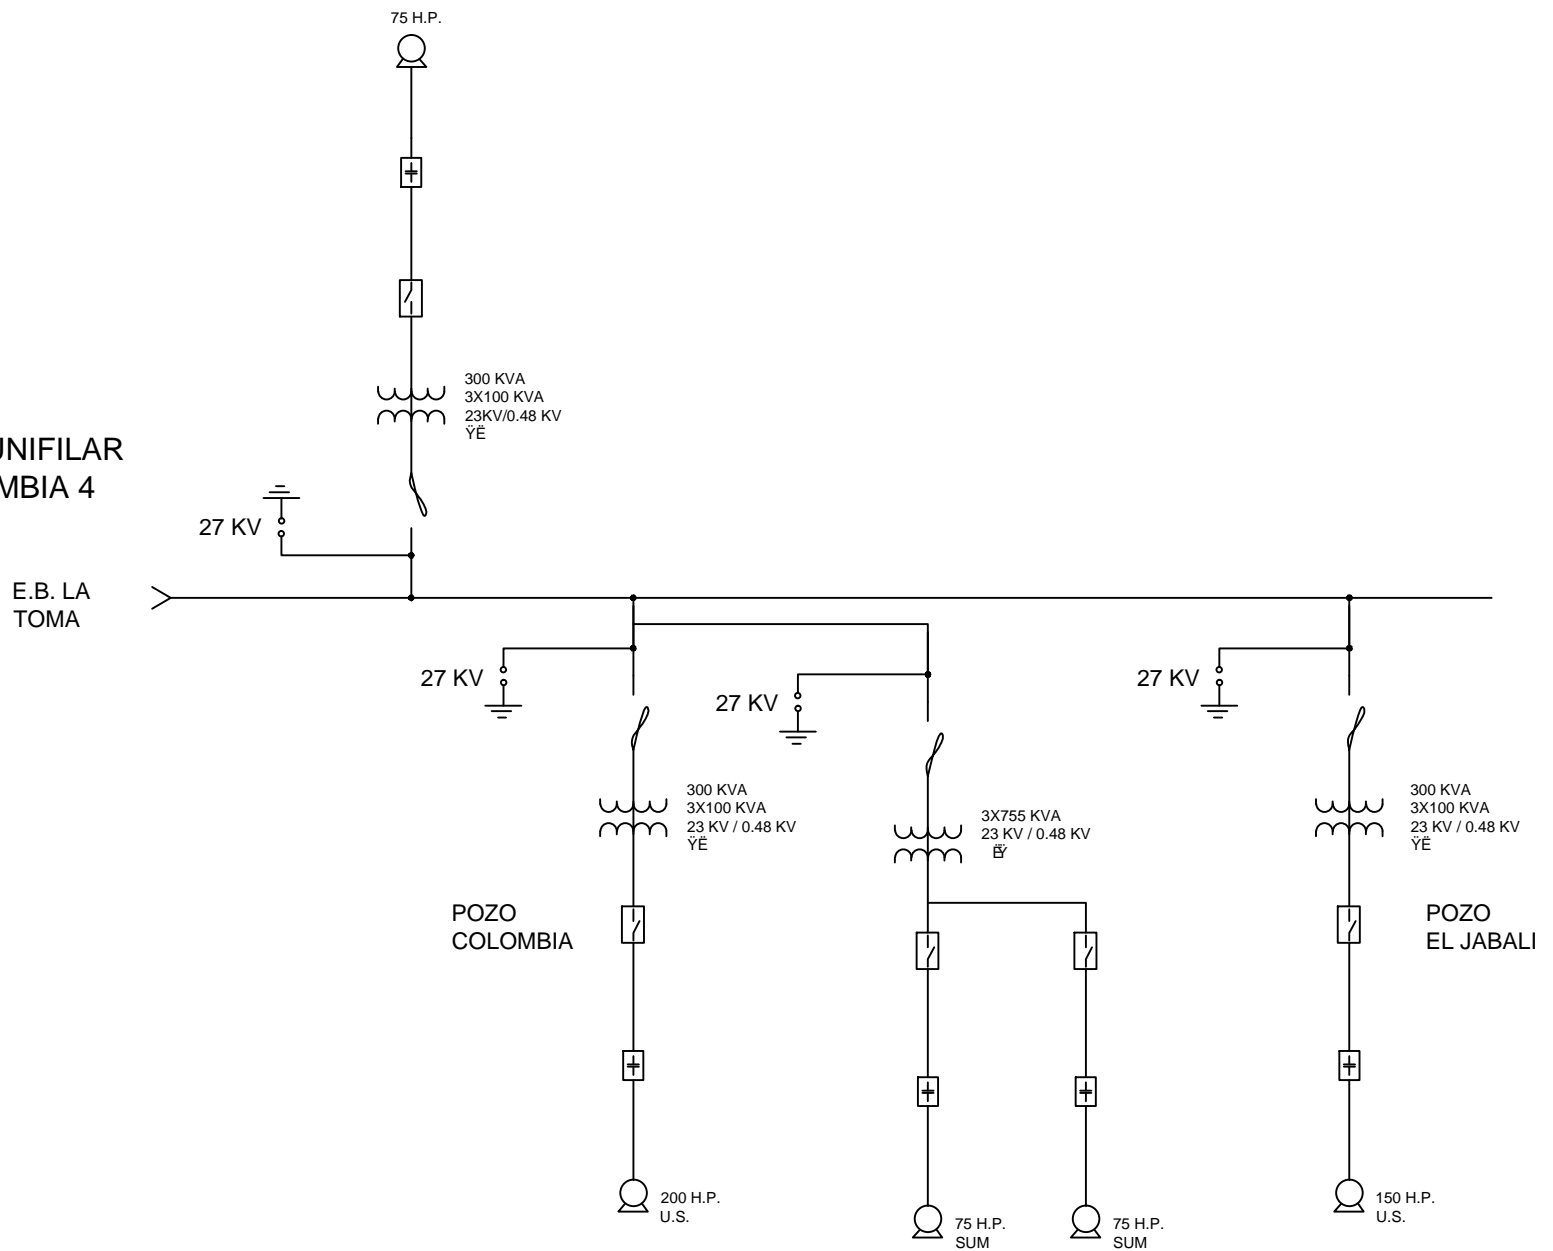 75 H.P.
300 KVA
3X100 KVA
23KV/0.48 KV
ŸË
UNIFILAR
MBIA 4
27 KV
E.B. LA
TOMA
27 KV
27 KV
27 KV
300 KVA
3X100 KVA
23 KV / 0.48 KV
ŸË
3X755 KVA
23 KV / 0.48 KV
300 KVA
3X100 KVA
23 KV / 0.48 KV
ŸË
POZO
COLOMBIA
POZO
EL JABALI
200 H.P.
U.S.
75 H.P.
SUM
75 H.P.
SUM
150 H.P.
U.S.